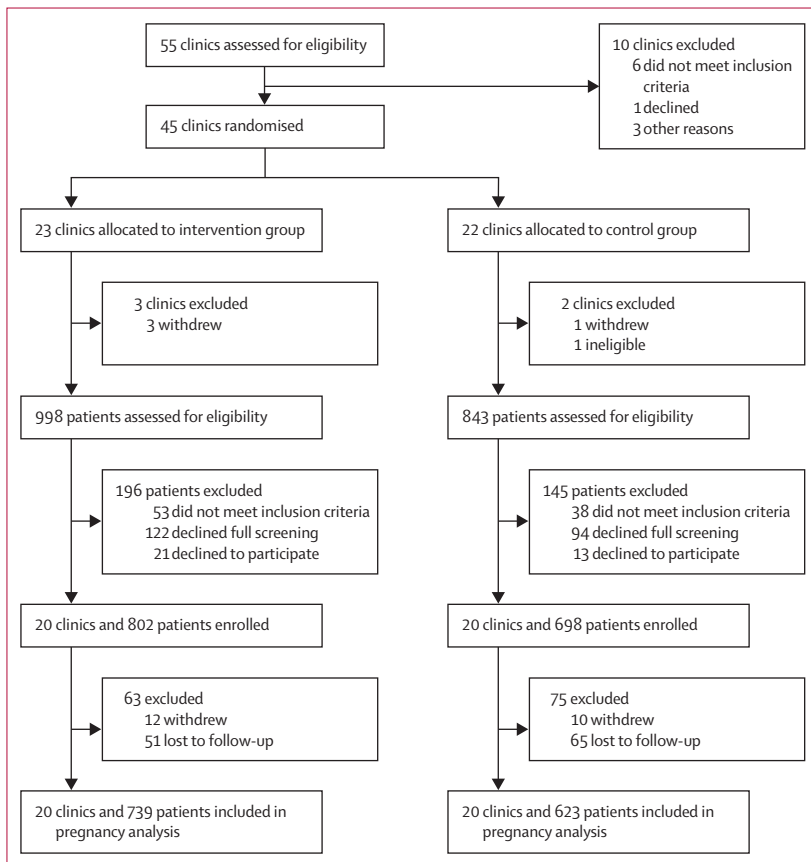 55 clinics assessed for eligibility
10 clinics excluded
6 did not meet inclusion
criteria
1 declined
3 other reasons
45 clinics randomised
23 clinics allocated to intervention group
22 clinics allocated to control group
3 clinics excluded
3 withdrew
2 clinics excluded
1 withdrew
1 ineligible
998 patients assessed for eligibility
843 patients assessed for eligibility
196 patients excluded
53 did not meet inclusion criteria
122 declined full screening
21 declined to participate
145 patients excluded
38 did not meet inclusion criteria
94 declined full screening
13 declined to participate
20 clinics and 802 patients enrolled
20 clinics and 698 patients enrolled
63 excluded
12 withdrew
51 lost to follow-up
75 excluded
10 withdrew
65 lost to follow-up
20 clinics and 739 patients included in
pregnancy analysis
20 clinics and 623 patients included in
pregnancy analysis